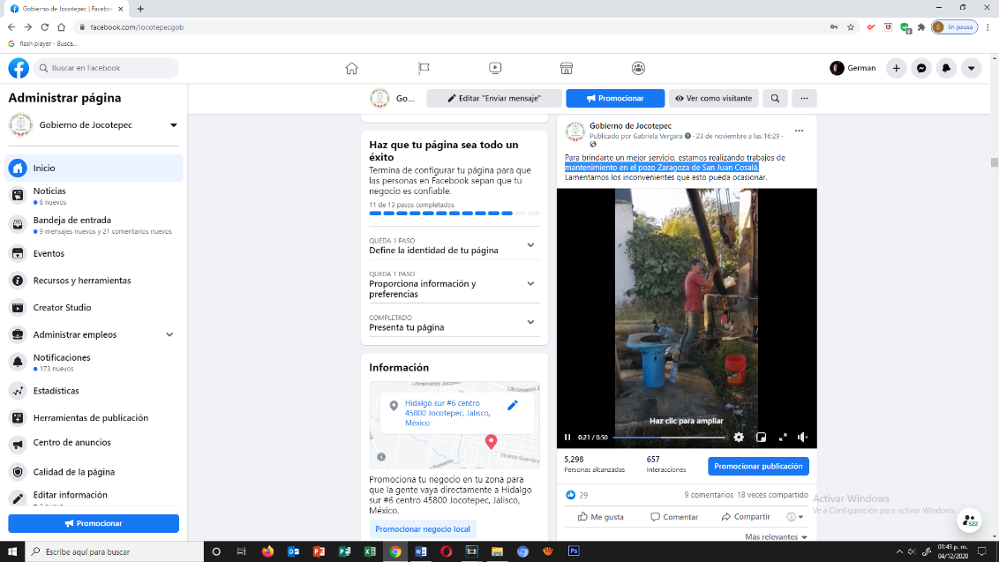 Gobierno de Jocotepec | Faceboo
facebook.com/Jocotepecgob
En pausa
flash player - Busca...
Buscar en Facebook
German
Administrar página
Gobierno de Jocotepec
Inicio
Noticias
8 nuevos
Bandeja de entrada
9 mensajes nuevos y 21 comentarios nuevos
Eventos
Recursos y herramientas
Creator Studio
Administrar empleos
Notificaciones
173 nuevos
Estadísticas
Herramientas de publicación
Centro de anuncios
Calidad de la página
Editar información
Promocionar
Go...
Editar "Enviar mensaje"
Promocionar
Ver como visitante
Haz que tu página sea todo un
éxito
Termina de configurar tu página para que
las personas en Facebook sepan que tu
negocio es confiable.
11 de 13 pasos completados
QUEDA 1 PASO
Define la identidad de tu página
QUEDA 1 PASO
Proporciona información y
preferencias
COMPLETADO
Presenta tu página
Información
Libramiento Jocotepec
Hidalgo sur #6 centro
45800 Jocotepec, Jalisco,
México
Vicente Guerrero
Promociona tu negocio en tu zona para
que la gente vaya directamente a Hidalgo
sur #6 centro 45800 Jocotepec, Jalisco,
México.
Promocionar negocio local
Gobierno de Jocotepec
Publicado por Gabriela Vergara · 23 de noviembre a las 16:29 ·
Para brindarte un mejor servicio, estamos realizando trabajos de
mantenimiento en el pozo Zaragoza de San Juan Cosalá.
Lamentamos los inconvenientes que esto pueda ocasionar.
Haz clic para ampliar
0:21 / 0:50
5,298
Personas alcanzadas
657
Interacciones
Promocionar publicación
29
9 comentarios 18 veces compartido
Me gusta
Comentar
Compartir
Más relevantes
Activar Windows
Ve a Configuración para activar Windows.
522
Escribe aquí para buscar
01:43 p. m.
04/12/2020